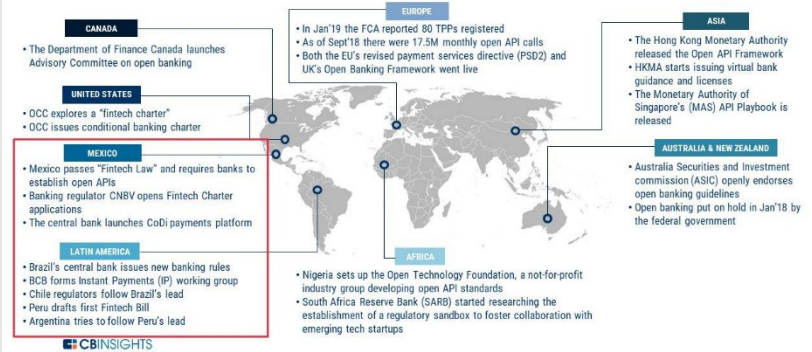 CANADA
• The Department of Finance Canada launches
Advisory Committee on open banking
UNITED STATES
• OCC explores a "fintech charter"
• OCC issues conditional banking charter
MEXICO
• Mexico passes "Fintech Law" and requires banks to
establish open APIs
• Banking regulator CNBV opens Fintech Charter
applications
• The central bank launches CoDi payments platform
LATIN AMERICA
• Brazil's central bank issues new banking rules
• BCB forms Instant Payments (IP) working group
• Chile regulators follow Brazil's lead
• Peru drafts first Fintech Bill
• Argentina tries to follow Peru's lead
EUROPE
• In Jan'19 the FCA reported 80 TPPs registered
• As of Sept'18 there were 17.5M monthly open API calls
• Both the EU's revised payment services directive (PSD2) and
UK's Open Banking Framework went live
AFRICA
• Nigeria sets up the Open Technology Foundation, a not-for-profit
industry group developing open API standards
• South Africa Reserve Bank (SARB) started researching the
establishment of a regulatory sandbox to foster collaboration with
emerging tech startups
ASIA
• The Hong Kong Monetary Authority
released the Open API Framework
• HKMA starts issuing virtual bank
guidance and licenses
• The Monetary Authority of
Singapore's (MAS) API Playbook is
released
AUSTRALIA & NEW ZEALAND
• Australia Securities and Investment
commission (ASIC) openly endorses
open banking guidelines
• Open banking put on hold in Jan'18 by
the federal government
CBINSIGHTS